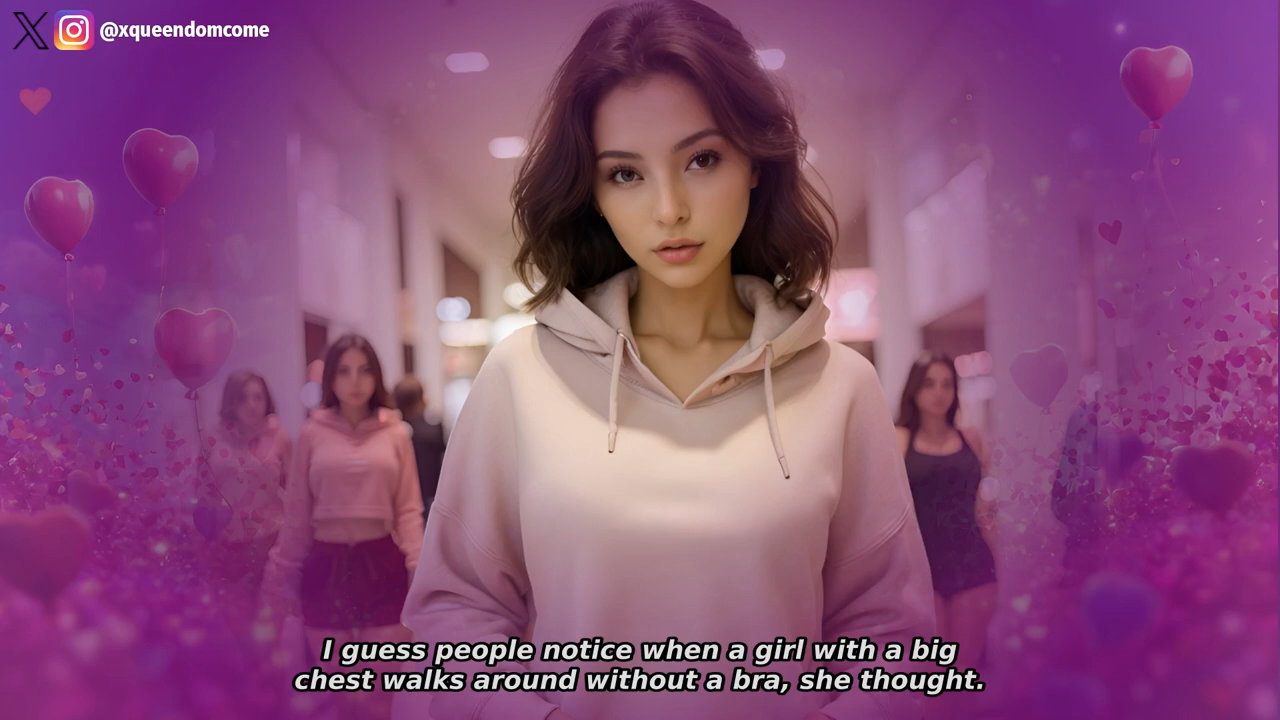 @xqueendomcome
I guess people notice when a girl with a big
chest walks around without a bra, she thought.